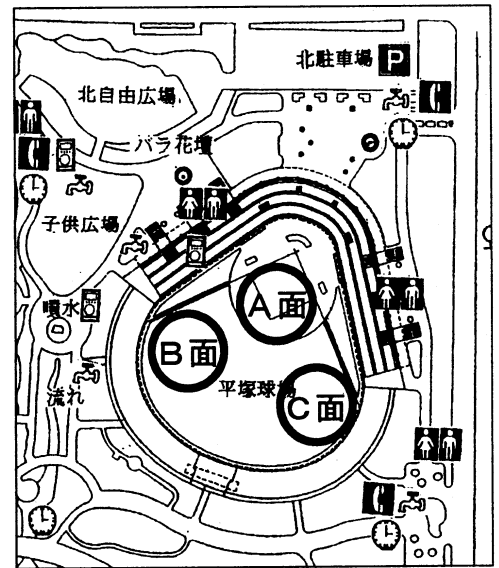 北駐車場 P
北自由広場
バラ花壇
子供広場
噴水
流れ
A面
B面
平塚球場
C面